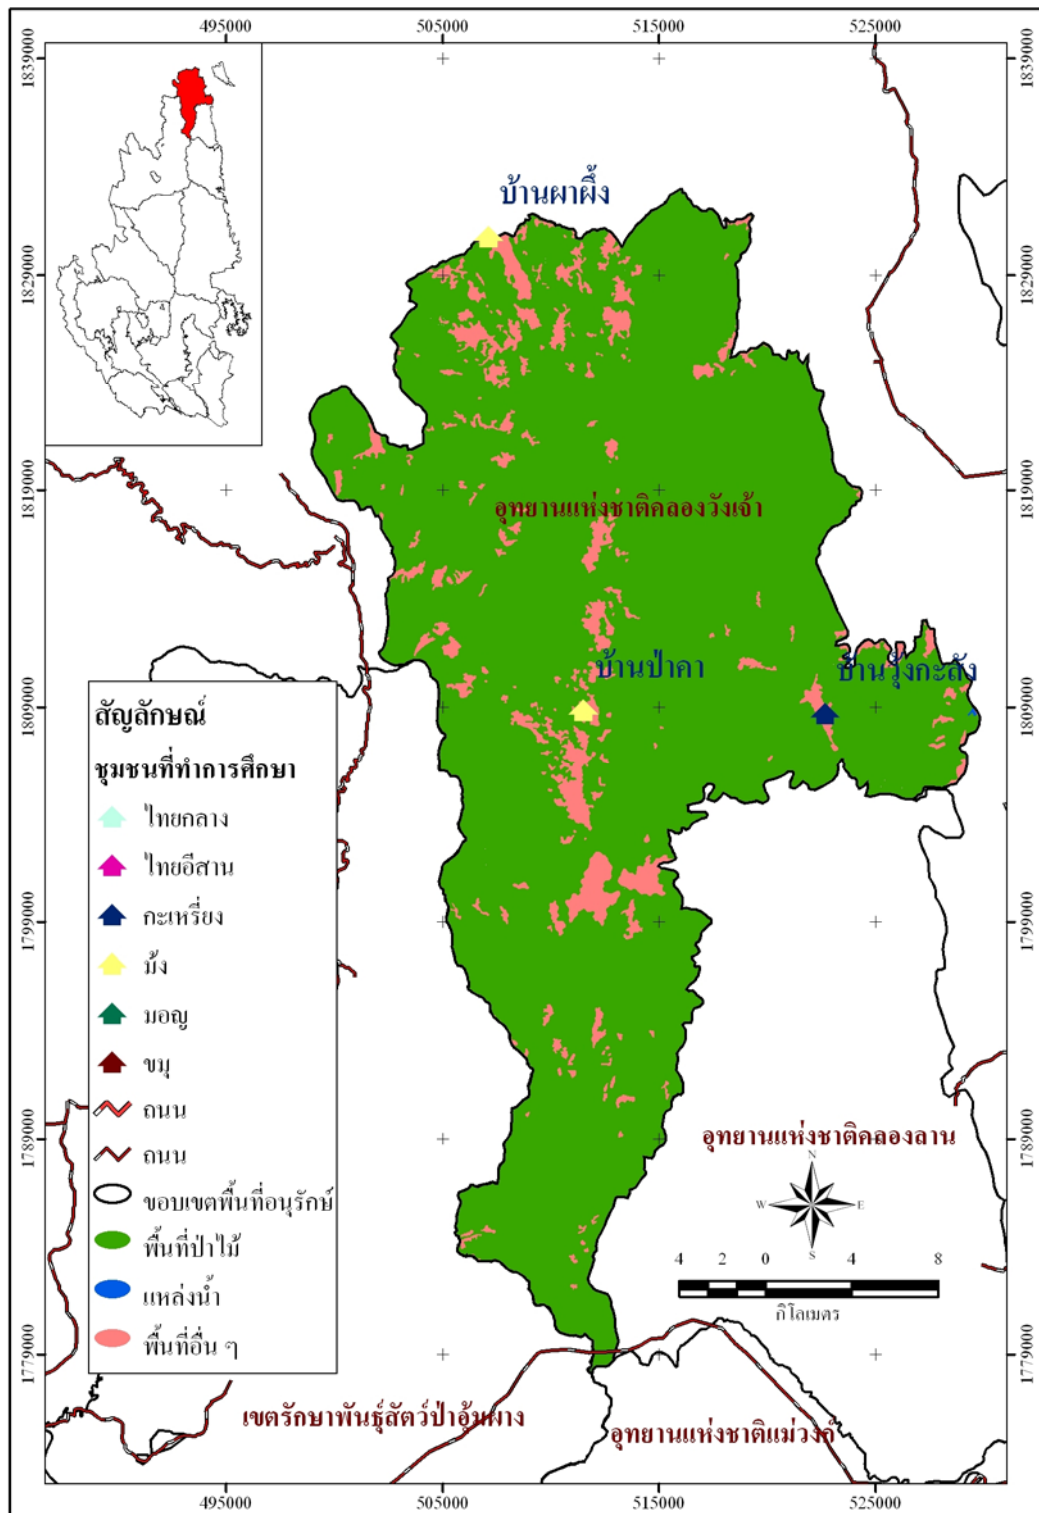 495000 505000 515000 525000
1839000 1839000
บ้านผาผึ้ง
1829000 1829000
1819000 1819000
อุทยานแห่งชาติคลองวังเจ้า
บ้านป่าคา
บ้านวุ้งกะสัง
1809000 1809000
สัญลักษณ์
ชุมชนที่ทำการศึกษา
ไทยกลาง
ไทยอีสาน
กะเหรี่ยง
ม้ง
มอญ
ขมุ
ถนน
ถนน
ขอบเขตพื้นที่อนุรักษ์
พื้นที่ป่าไม้
แหล่งน้ำ
พื้นที่อื่น ๆ
1799000 1799000
1789000 1789000
อุทยานแห่งชาติคลองลาน
N
W E
S
4 2 0 4 8
กิโลเมตร
1779000 1779000
เขตรักษาพันธุ์สัตว์ป่าอุ้มผาง
อุทยานแห่งชาติแม่วงก์
495000 505000 515000 525000